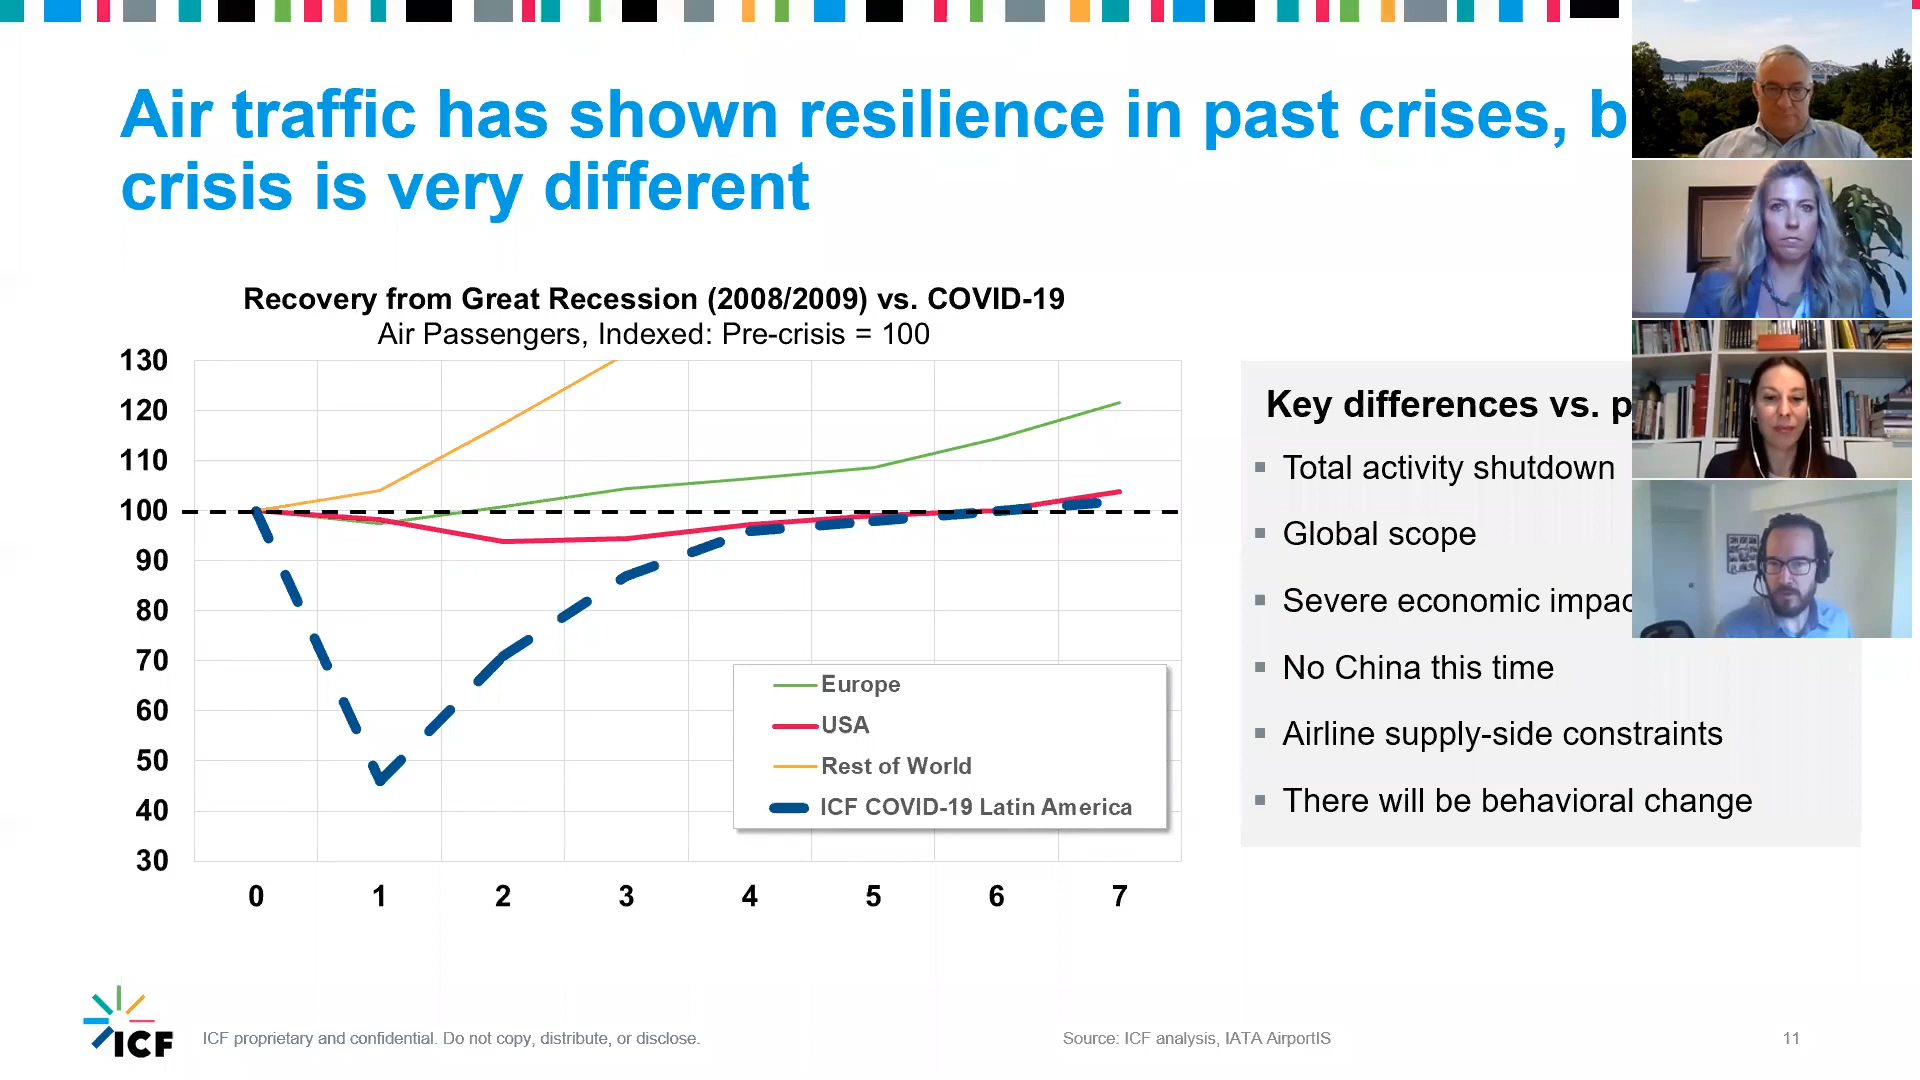 Air traffic has shown resilience in past crises, b
crisis is very different
Recovery from Great Recession (2008/2009) vs. COVID-19
Air Passengers, Indexed: Pre-crisis = 100
130
120
110
100
90
80
70
60
50
40
30
0 1 2 3 4 5 6 7
Europe
USA
Rest of World
ICF COVID-19 Latin America
Key differences vs. p
Total activity shutdown
Global scope
Severe economic impac
No China this time
Airline supply-side constraints
There will be behavioral change
ICF
ICF proprietary and confidential. Do not copy, distribute, or disclose.
Source: ICF analysis, IATA AirportIS
11